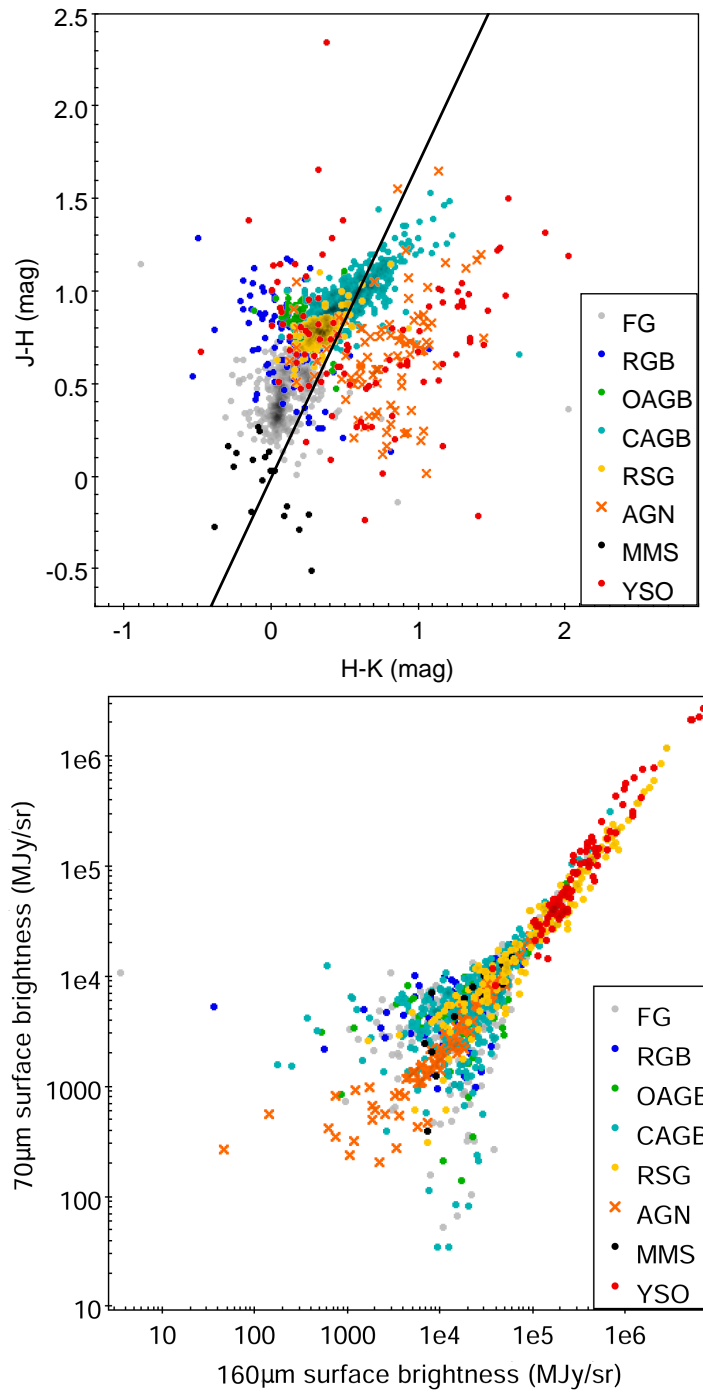 2.5
2.0
1.5
1.0
0.5
0
-0.5
J-H (mag)
-1
0
1
2
H-K (mag)
FG
RGB
OAGB
CAGB
RSG
AGN
MMS
YSO
1e6
1e5
1e4
1000
100
10
70µm surface brightness (MJy/sr)
10
100
1000
1e4
1e5
1e6
160µm surface brightness (MJy/sr)
FG
RGB
OAGB
CAGB
RSG
AGN
MMS
YSO